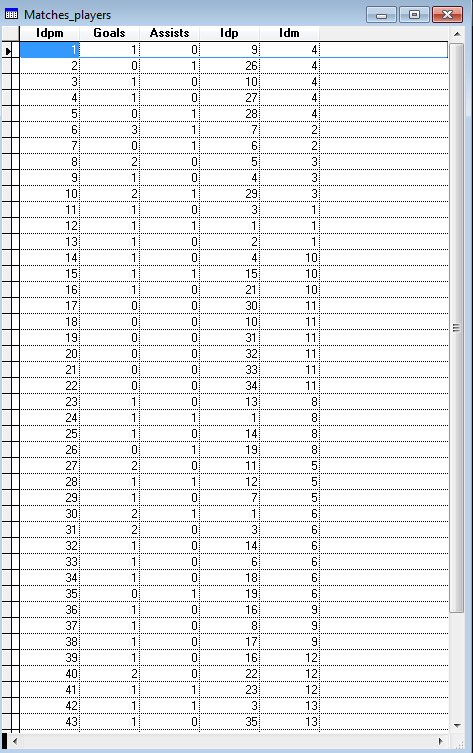 Matches_players
Idpm Goals Assists Idp Idm
1 1 0 9 4
2 0 1 26 4
3 1 0 10 4
4 1 0 27 4
5 0 1 28 4
6 3 1 7 2
7 0 1 6 2
8 2 0 5 3
9 1 0 4 3
10 2 1 29 3
11 1 0 3 1
12 1 1 1 1
13 1 0 2 1
14 1 0 4 10
15 1 1 15 10
16 1 0 21 10
17 0 0 30 11
18 0 0 10 11
19 0 0 31 11
20 0 0 32 11
21 0 0 33 11
22 0 0 34 11
23 1 0 13 8
24 1 1 1 8
25 1 0 14 8
26 0 1 19 8
27 2 0 11 5
28 1 1 12 5
29 1 0 7 5
30 2 1 1 6
31 2 0 3 6
32 1 0 14 6
33 1 0 6 6
34 1 0 18 6
35 0 1 19 6
36 1 0 16 9
37 1 0 8 9
38 1 0 17 9
39 1 0 16 12
40 2 0 22 12
41 1 1 23 12
42 1 1 3 13
43 1 0 35 13